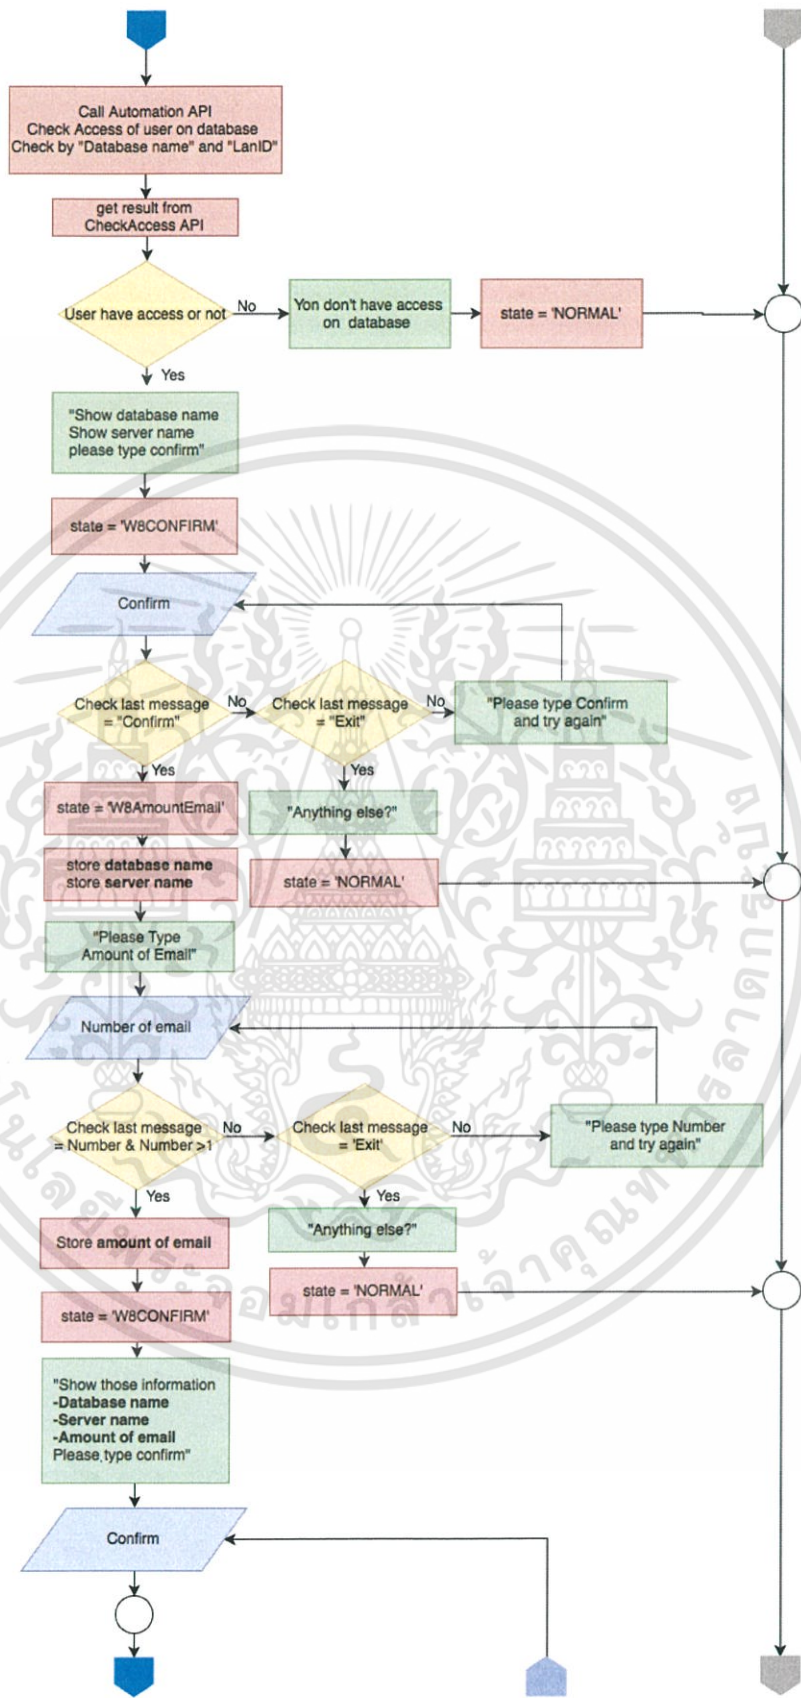 Call Automation API
Check Access of user on database
Check by "Database name" and "LanID"
get result from
CheckAccess API
User have access or not
No
Yon don't have access
on database
state = 'NORMAL'
Yes
"Show database name
Show server name
please type confirm"
state = 'W8CONFIRM'
Confirm
Check last message
= "Confirm"
No
Check last message
= "Exit"
No
"Please type Confirm
and try again"
Yes
Yes
state = 'W8AmountEmail'
"Anything else?"
store database name
store server name
state = 'NORMAL'
"Please Type
Amount of Email"
Number of email
Check last message
= Number & Number >1
No
Check last message
= 'Exit'
No
"Please type Number
and try again"
Yes
Yes
Store amount of email
"Anything else?"
state = 'NORMAL'
state = 'W8CONFIRM'
"Show those information
-Database name
-Server name
-Amount of email
Please type confirm"
Confirm